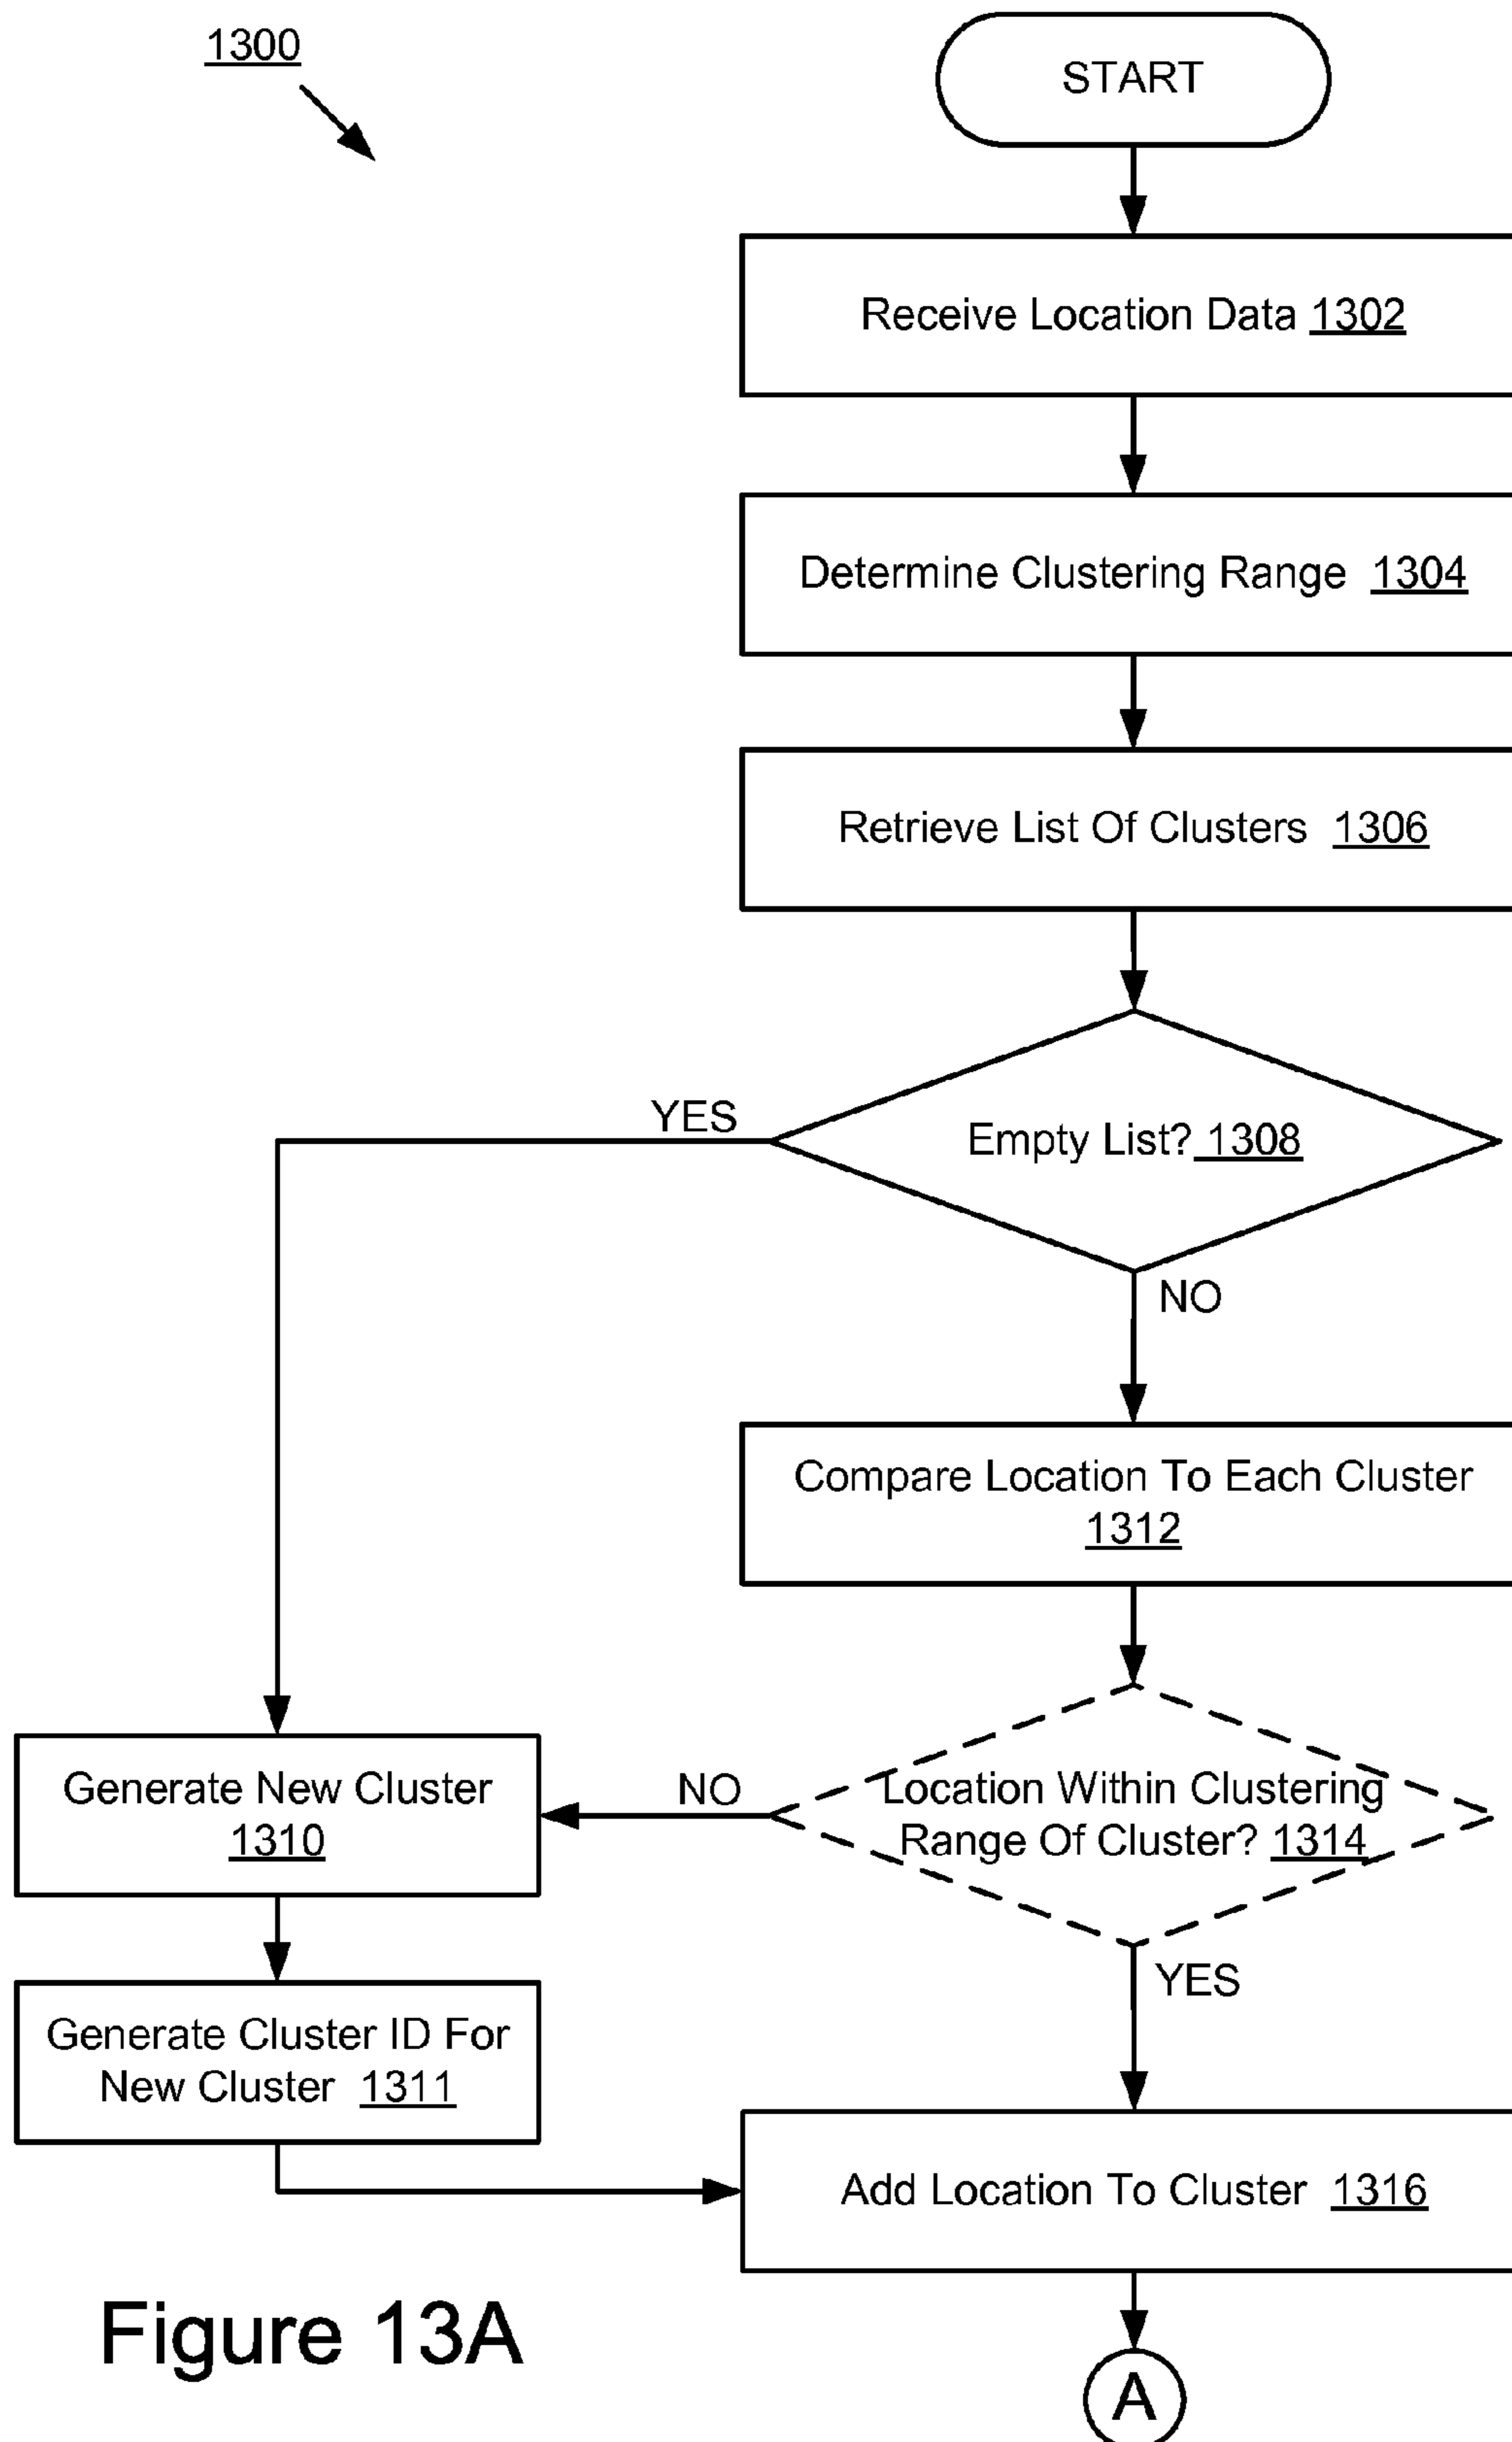 1300
START
Receive Location Data 1302
Determine Clustering Range 1304
Retrieve List Of Clusters 1306
YES
Empty List? 1308
NO
Compare Location To Each Cluster
1312
Generate New Cluster
1310
NO
Location Within Clustering
Range Of Cluster? 1314
YES
Generate Cluster ID For
New Cluster 1311
Add Location To Cluster 1316
Figure 13A
A